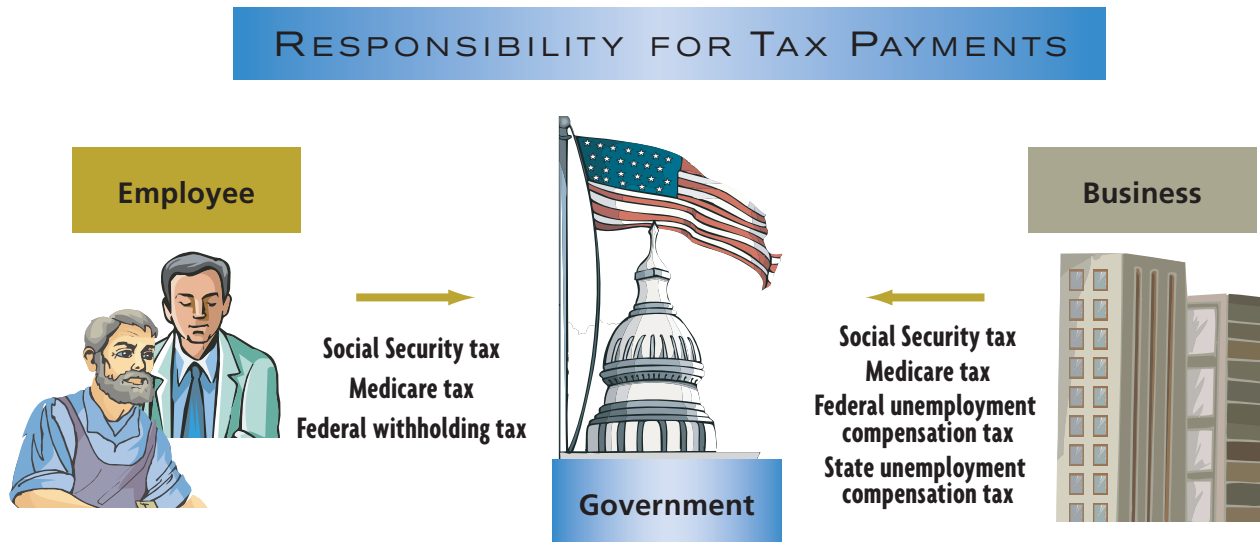 RESPONSIBILITY FOR TAX PAYMENTS
Employee
Social Security tax
Medicare tax
Federal withholding tax
Government
Business
Social Security tax
Medicare tax
Federal unemployment
compensation tax
State unemployment
compensation tax